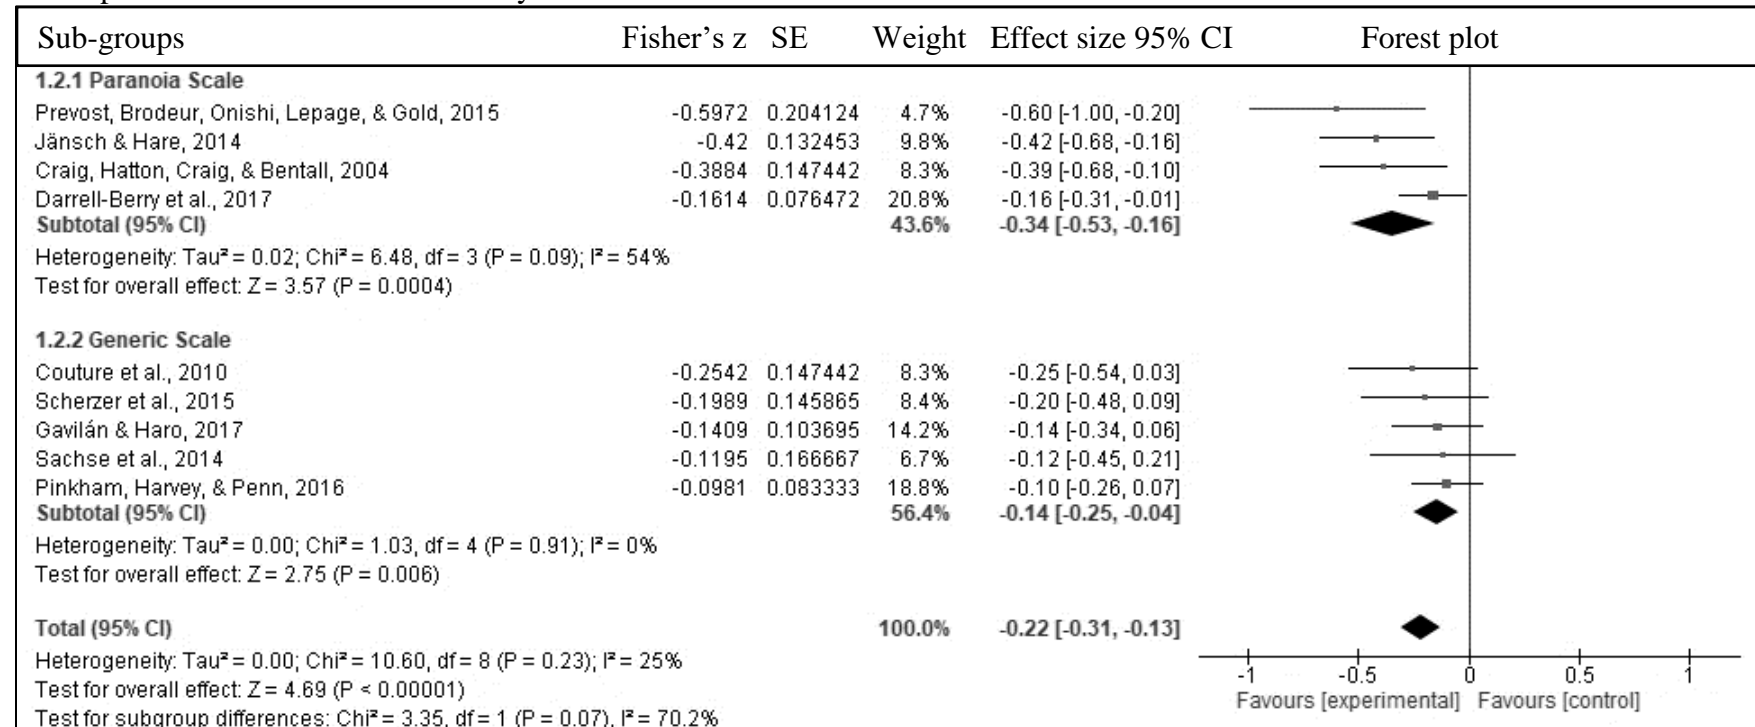 Sub-groups Fisher's z SE Weight Effect size 95% CI Forest plot
1.2.1 Paranoia Scale
Prevost, Brodeur, Onishi, Lepage, & Gold, 2015 -0.5972 0.204124 4.7% -0.60 [-1.00, -0.20]
Jänsch & Hare, 2014 -0.42 0.132453 9.8% -0.42 [-0.68, -0.16]
Craig, Hatton, Craig, & Bentall, 2004 -0.3884 0.147442 8.3% -0.39 [-0.68, -0.10]
Darrell-Berry et al., 2017 -0.1614 0.076472 20.8% -0.16 [-0.31, -0.01]
Subtotal (95% CI) 43.6% -0.34 [-0.53, -0.16]
Heterogeneity: Tau² = 0.02; Chi² = 6.48, df = 3 (P = 0.09); I² = 54%
Test for overall effect: Z = 3.57 (P = 0.0004)
1.2.2 Generic Scale
Couture et al., 2010 -0.2542 0.147442 8.3% -0.25 [-0.54, 0.03]
Scherzer et al., 2015 -0.1989 0.145865 8.4% -0.20 [-0.48, 0.09]
Gavilán & Haro, 2017 -0.1409 0.103695 14.2% -0.14 [-0.34, 0.06]
Sachse et al., 2014 -0.1195 0.166667 6.7% -0.12 [-0.45, 0.21]
Pinkham, Harvey, & Penn, 2016 -0.0981 0.083333 18.8% -0.10 [-0.26, 0.07]
Subtotal (95% CI) 56.4% -0.14 [-0.25, -0.04]
Heterogeneity: Tau² = 0.00; Chi² = 1.03, df = 4 (P = 0.91); I² = 0%
Test for overall effect: Z = 2.75 (P = 0.006)
Total (95% CI) 100.0% -0.22 [-0.31, -0.13]
Heterogeneity: Tau² = 0.00; Chi² = 10.60, df = 8 (P = 0.23); I² = 25%
Test for overall effect: Z = 4.69 (P < 0.00001)
Test for subgroup differences: Chi² = 3.35, df = 1 (P = 0.07), I² = 70.2%
-1 -0.5 0 0.5 1
Favours [experimental] Favours [control]